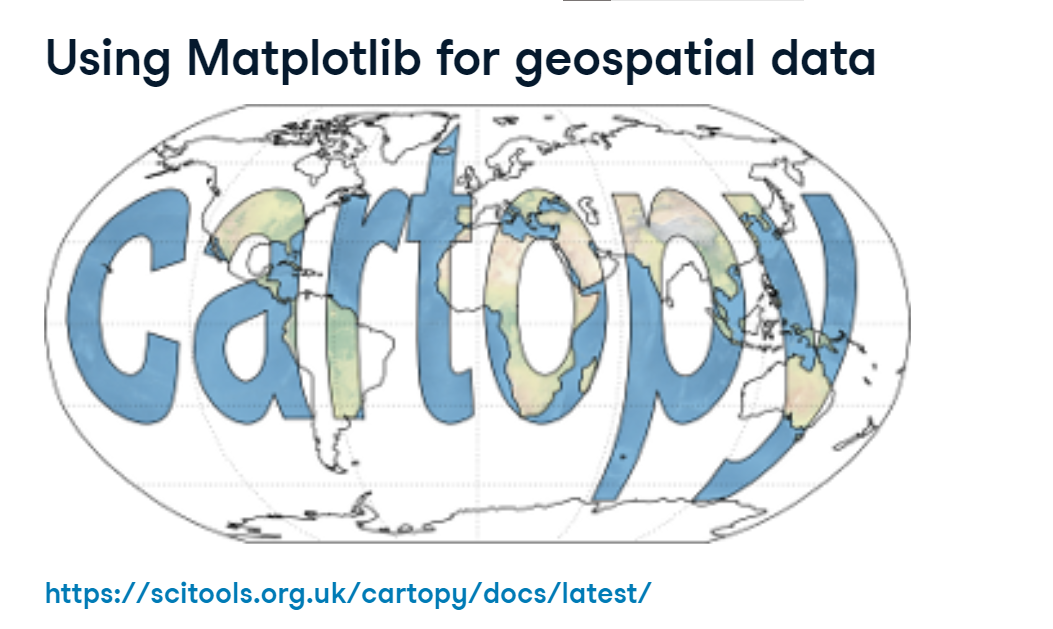 Using Matplotlib for geospatial data
cartopy
https://scitools.org.uk/cartopy/docs/latest/